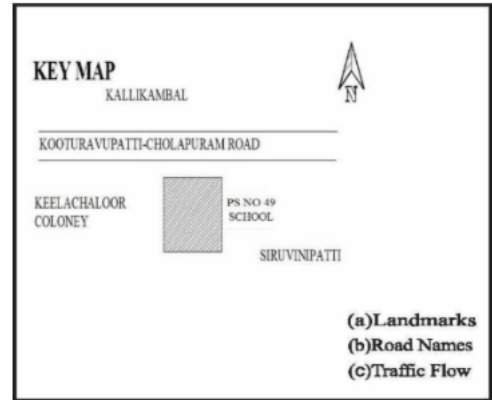 KEY MAP
KALLIKAMBAL
N
KOOTURAVUPATTI-CHOLAPURAM ROAD
KEELACHALOOR
COLONEY
PS NO 49
SCHOOL
SIRUVINIPATTI
(a)Landmarks
(b)Road Names
(c)Traffic Flow